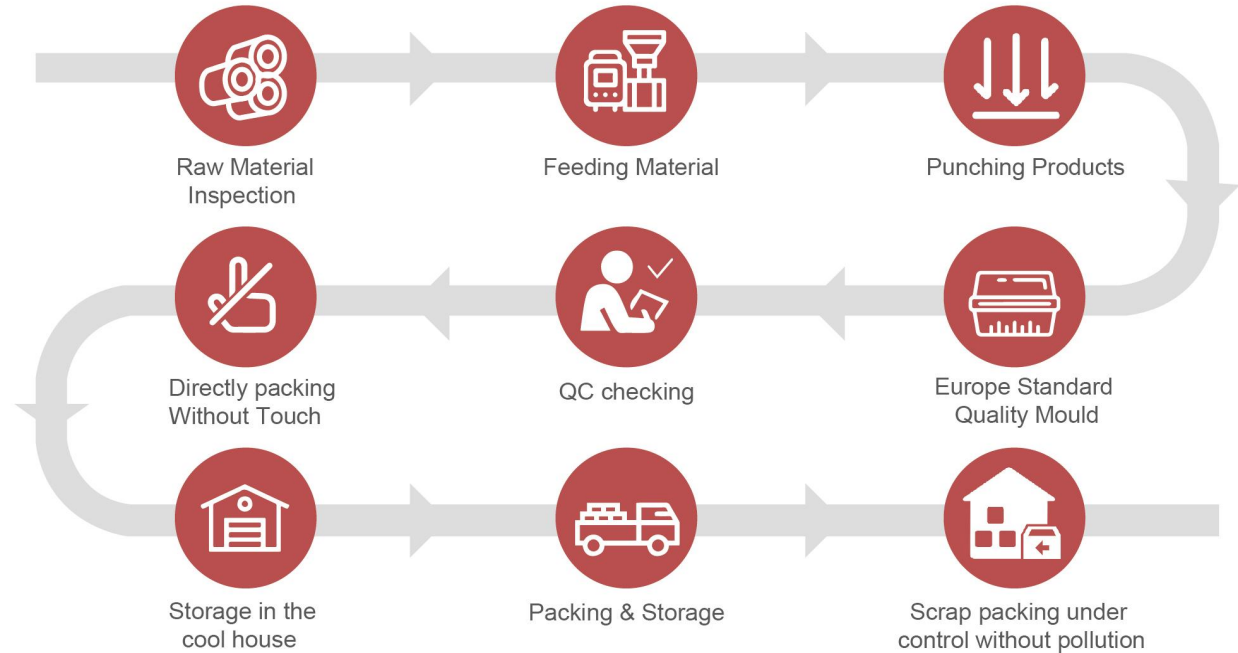 Raw Material
Inspection
Feeding Material
Punching Products
Europe Standard
Quality Mould
QC checking
Directly packing
Without Touch
Storage in the
cool house
Packing & Storage
Scrap packing under
control without pollution